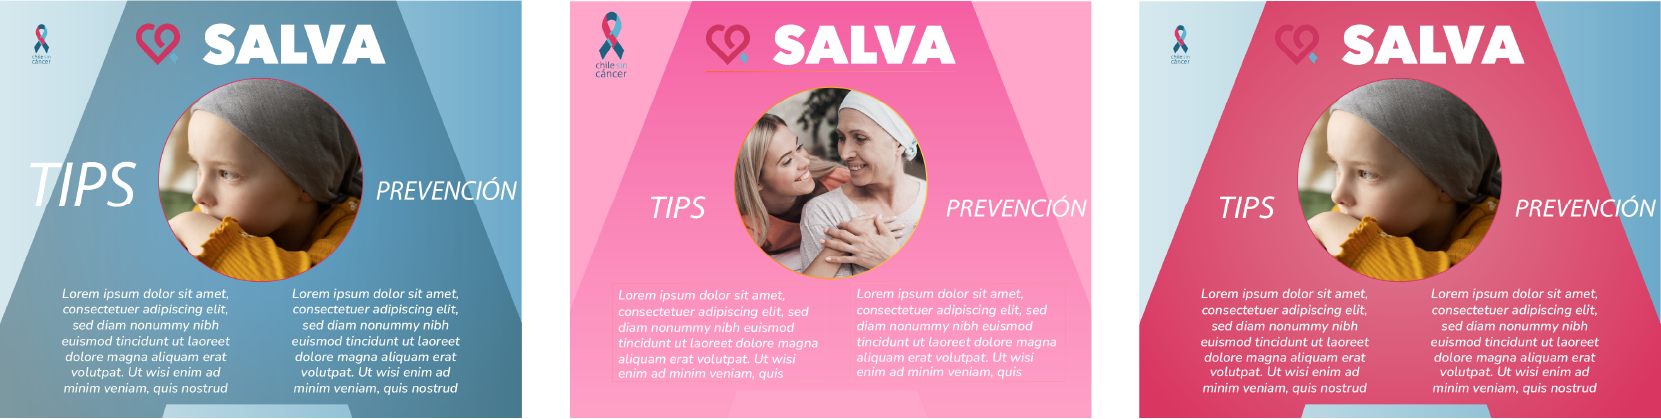 chile sin
cáncer
SALVA
TIPS
PREVENCIÓN
Lorem ipsum dolor sit amet,
consectetuer adipiscing elit,
sed diam nonummy nibh
euismod tincidunt ut laoreet
dolore magna aliquam erat
volutpat. Ut wisi enim ad
minim veniam, quis nostrud
Lorem ipsum dolor sit amet,
consectetuer adipiscing elit,
sed diam nonummy nibh
euismod tincidunt ut laoreet
dolore magna aliquam erat
volutpat. Ut wisi enim ad
minim veniam, quis nostrud
chile sin
cáncer
SALVA
TIPS
PREVENCIÓN
Lorem ipsum dolor sit amet,
consectetuer adipiscing elit, sed
diam nonummy nibh euismod
tincidunt ut laoreet dolore magna
aliquam erat volutpat. Ut wisi
enim ad minim veniam, quis
Lorem ipsum dolor sit amet,
consectetuer adipiscing elit, sed
diam nonummy nibh euismod
tincidunt ut laoreet dolore magna
aliquam erat volutpat. Ut wisi
enim ad minim veniam, quis
chile sin
cáncer
SALVA
TIPS
PREVENCIÓN
Lorem ipsum dolor sit amet,
consectetuer adipiscing elit,
sed diam nonummy nibh
euismod tincidunt ut laoreet
dolore magna aliquam erat
volutpat. Ut wisi enim ad
minim veniam, quis nostrud
Lorem ipsum dolor sit amet,
consectetuer adipiscing elit,
sed diam nonummy nibh
euismod tincidunt ut laoreet
dolore magna aliquam erat
volutpat. Ut wisi enim ad
minim veniam, quis nostrud